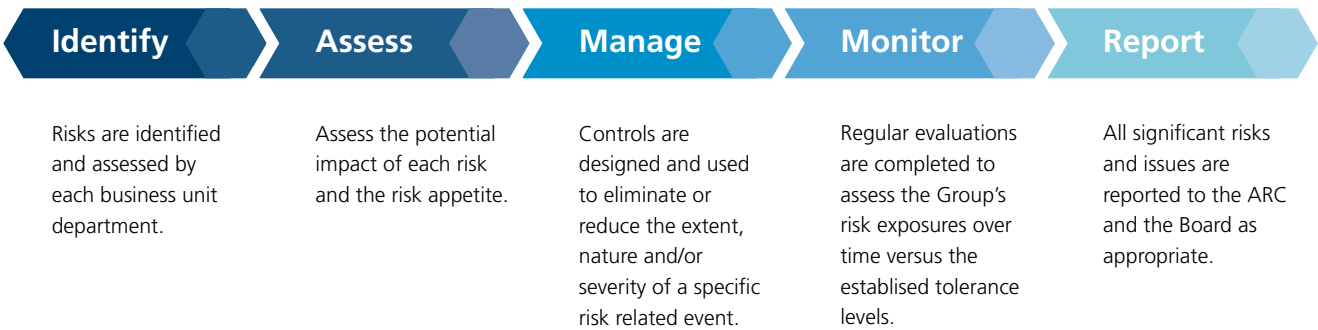 Identify
Risks are identified
and assessed by
each business unit
department.
Assess
Assess the potential
impact of each risk
and the risk appetite.
Manage
Controls are
designed and used
to eliminate or
reduce the extent,
nature and/or
severity of a specific
risk related event.
Monitor
Regular evaluations
are completed to
assess the Group’s
risk exposures over
time versus the
establised tolerance
levels.
Report
All significant risks
and issues are
reported to the ARC
and the Board as
appropriate.